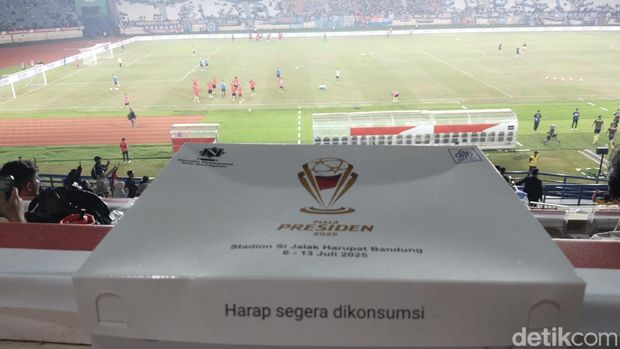 PIALA
PRESIDEN
2025
Stadion Si Jalak Harupat Bandung
6 - 13 Juli 2025
Harap segera dikonsumsi
detikcom